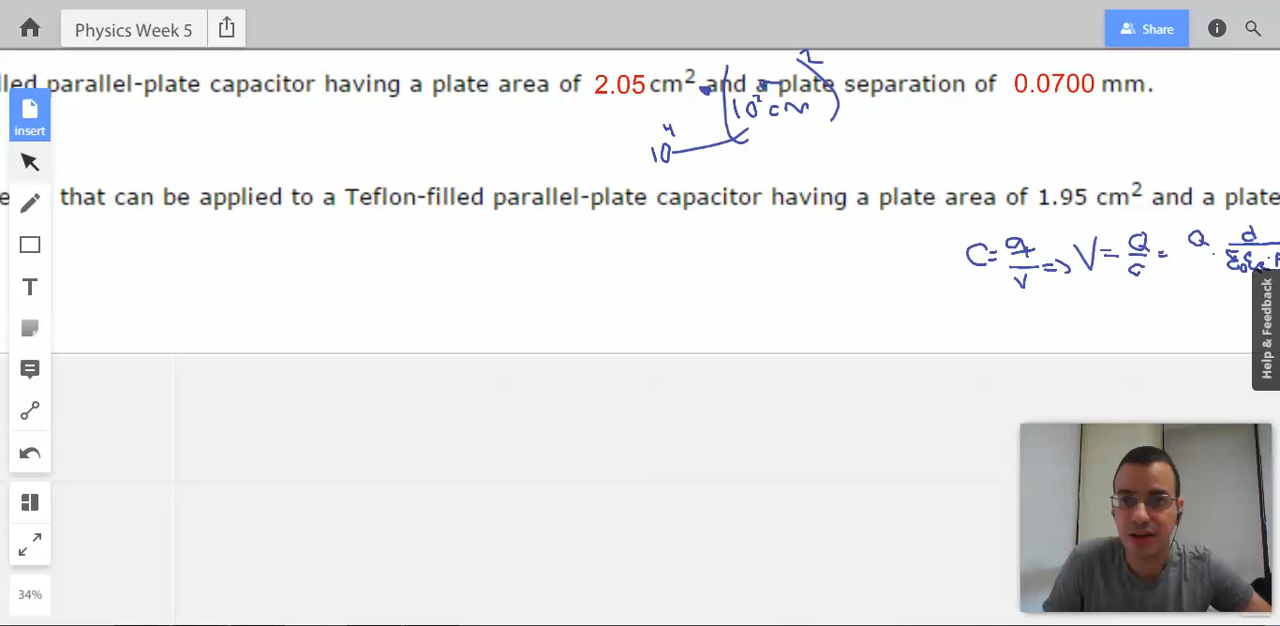 Physics Week 5
Share
lled parallel-plate capacitor having a plate area of 2.05 cm² and a plate separation of 0.0700 mm.
10² cm
10⁴
insert
e that can be applied to a Teflon-filled parallel-plate capacitor having a plate area of 1.95 cm² and a plate
C = q/V => V = Q/C = Q . d
T
Help & Feedback
34%